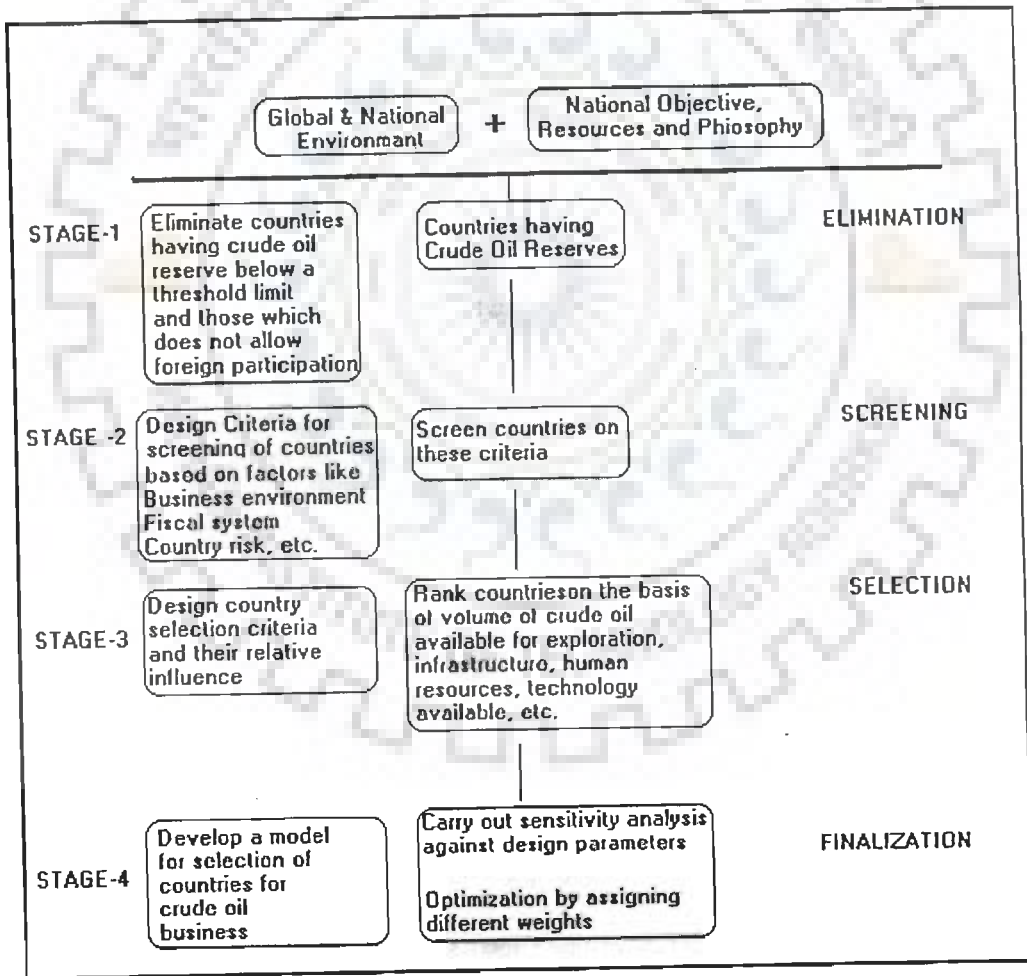 Global & National
Environmant
+
National Objective,
Resources and Phiosophy
STAGE-1
Eliminate countries
having crude oil
reserve below a
threshold limit
and those which
does not allow
foreign participation
Countries having
Crude Oil Reserves
ELIMINATION
STAGE -2
Design Criteria for
screening of countries
based on factors like
Business environment
Fiscal system
Country risk, etc.
Screen countries on
these criteria
SCREENING
STAGE-3
Design country
selection criteria
and their relative
influence
Rank countrieson the basis
of volume of crude oil
available for exploration,
infrastructure, human
resources, technology
available, etc.
SELECTION
STAGE-4
Develop a model
for selection of
countries for
crude oil
business
Carry out sensitivity analysis
against design parameters
Optimization by assigning
different weights
FINALIZATION